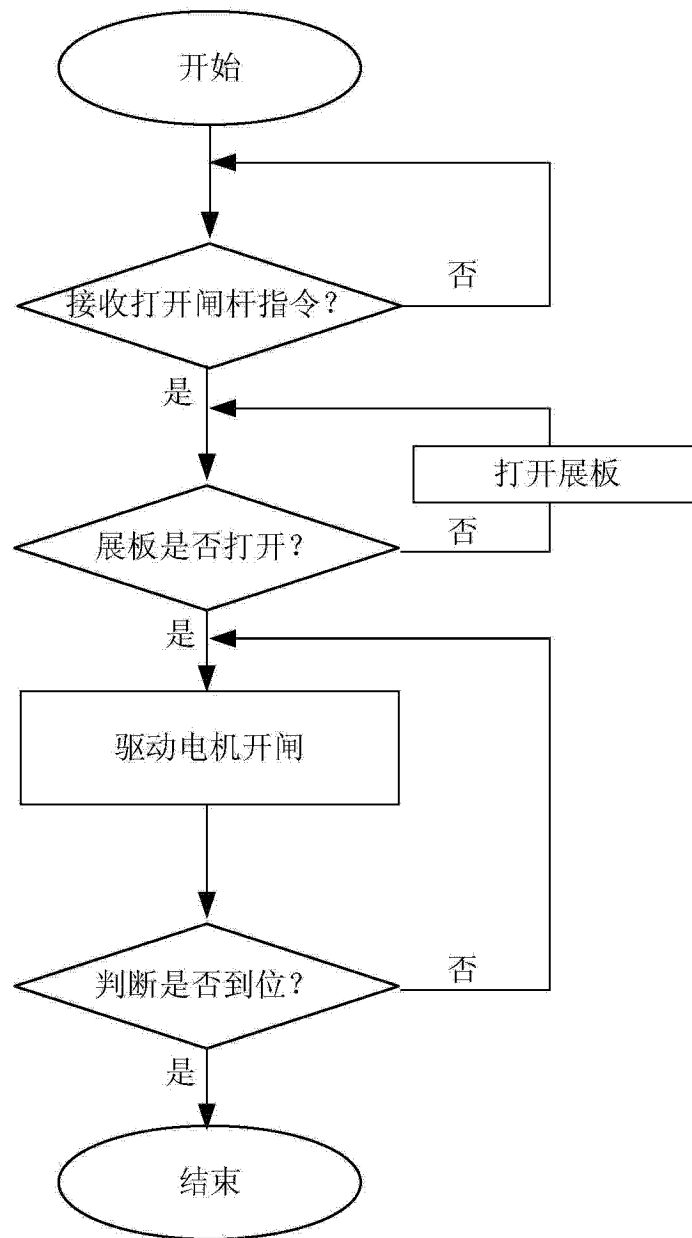 开始
接收打开闸杆指令？
否
是
打开展板
展板是否打开？
否
是
驱动电机开闸
判断是否到位？
否
是
结束